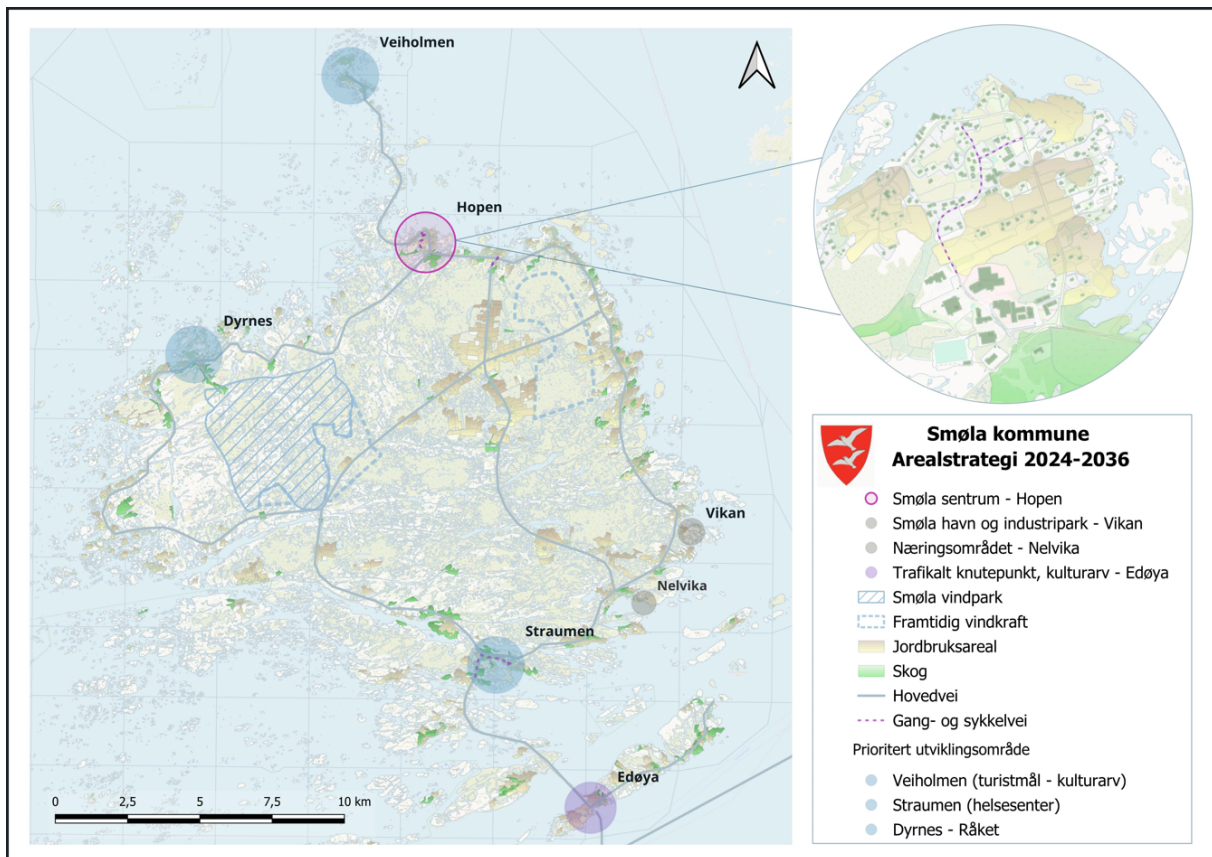 Veiholmen
Hopen
Dyrnes
Vikan
Nelvika
Straumen
Edøya
0 2,5 5 7,5 10 km
Smøla kommune
Arealstrategi 2024-2036
Smøla sentrum - Hopen
Smøla havn og industripark - Vikan
Næringsområdet - Nelvika
Trafikalt knutepunkt, kulturarv - Edøya
Smøla vindpark
Framtidig vindkraft
Jordbruksareal
Skog
Hovedvei
Gang- og sykkelvei
Prioritert utviklingsområde
Veiholmen (turistmål - kulturarv)
Straumen (helsesenter)
Dyrnes - Råket